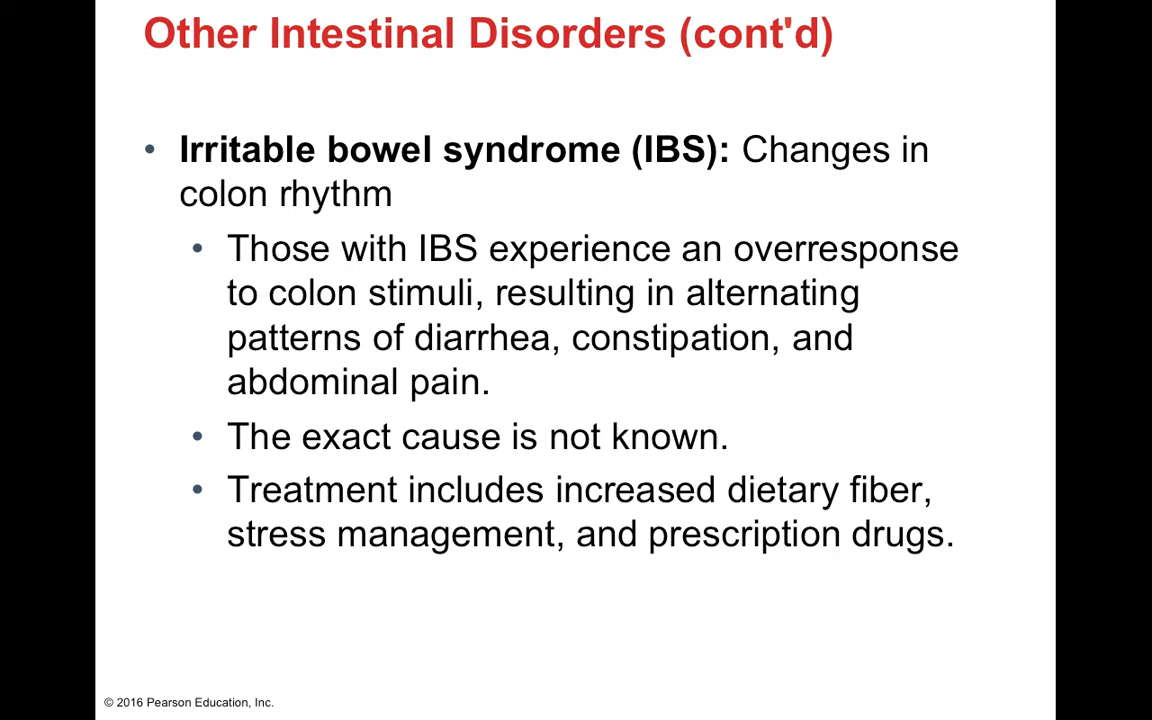 Other Intestinal Disorders (cont'd)
• Irritable bowel syndrome (IBS): Changes in
colon rhythm
• Those with IBS experience an overresponse
to colon stimuli, resulting in alternating
patterns of diarrhea, constipation, and
abdominal pain.
• The exact cause is not known.
• Treatment includes increased dietary fiber,
stress management, and prescription drugs.
© 2016 Pearson Education, Inc.